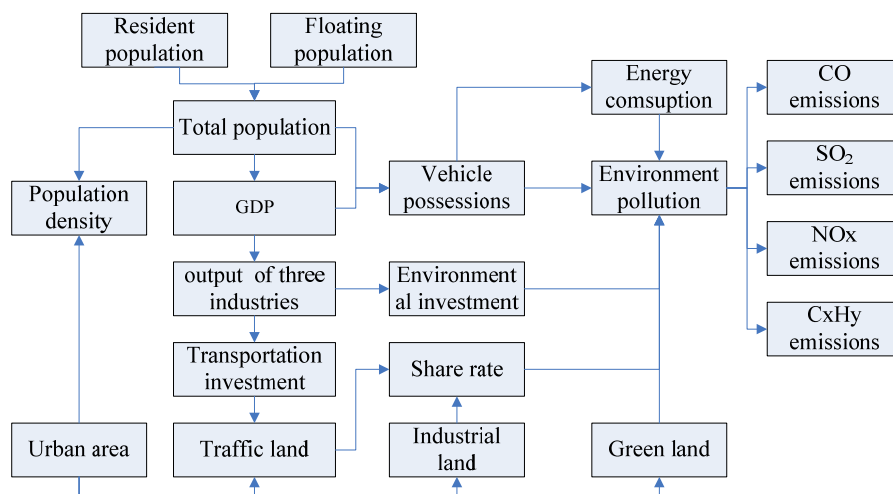 Resident
population
Floating
population
Energy
comsuption
CO
emissions
Total population
SO₂
emissions
Population
density
GDP
Vehicle
possessions
Environment
pollution
NOx
emissions
output of three
industries
Environment
al investment
CxHy
emissions
Transportation
investment
Share rate
Urban area
Traffic land
Industrial
land
Green land